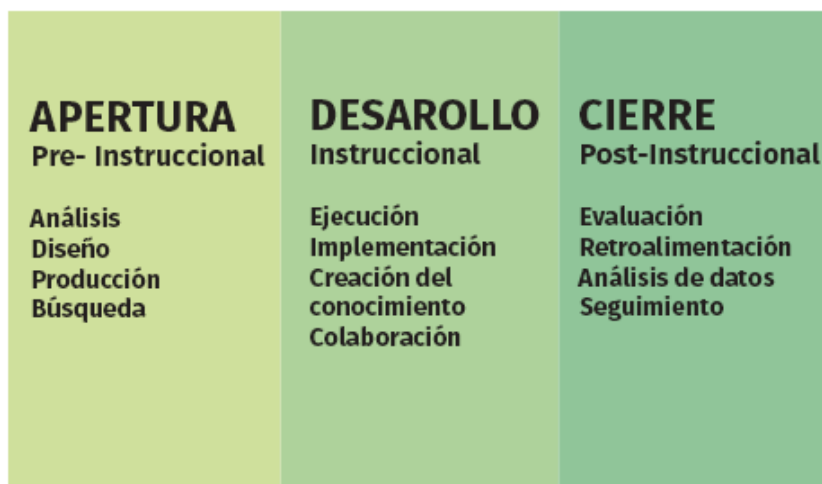 APERTURA
Pre- Instruccional
Análisis
Diseño
Producción
Búsqueda
DESAROLLO
Instruccional
Ejecución
Implementación
Creación del
conocimiento
Colaboración
CIERRE
Post-Instruccional
Evaluación
Retroalimentación
Análisis de datos
Seguimiento